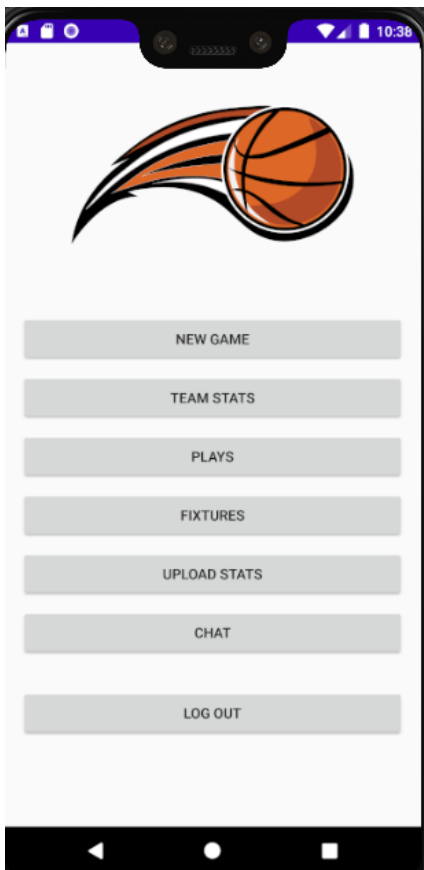 10:38
NEW GAME
TEAM STATS
PLAYS
FIXTURES
UPLOAD STATS
CHAT
LOG OUT